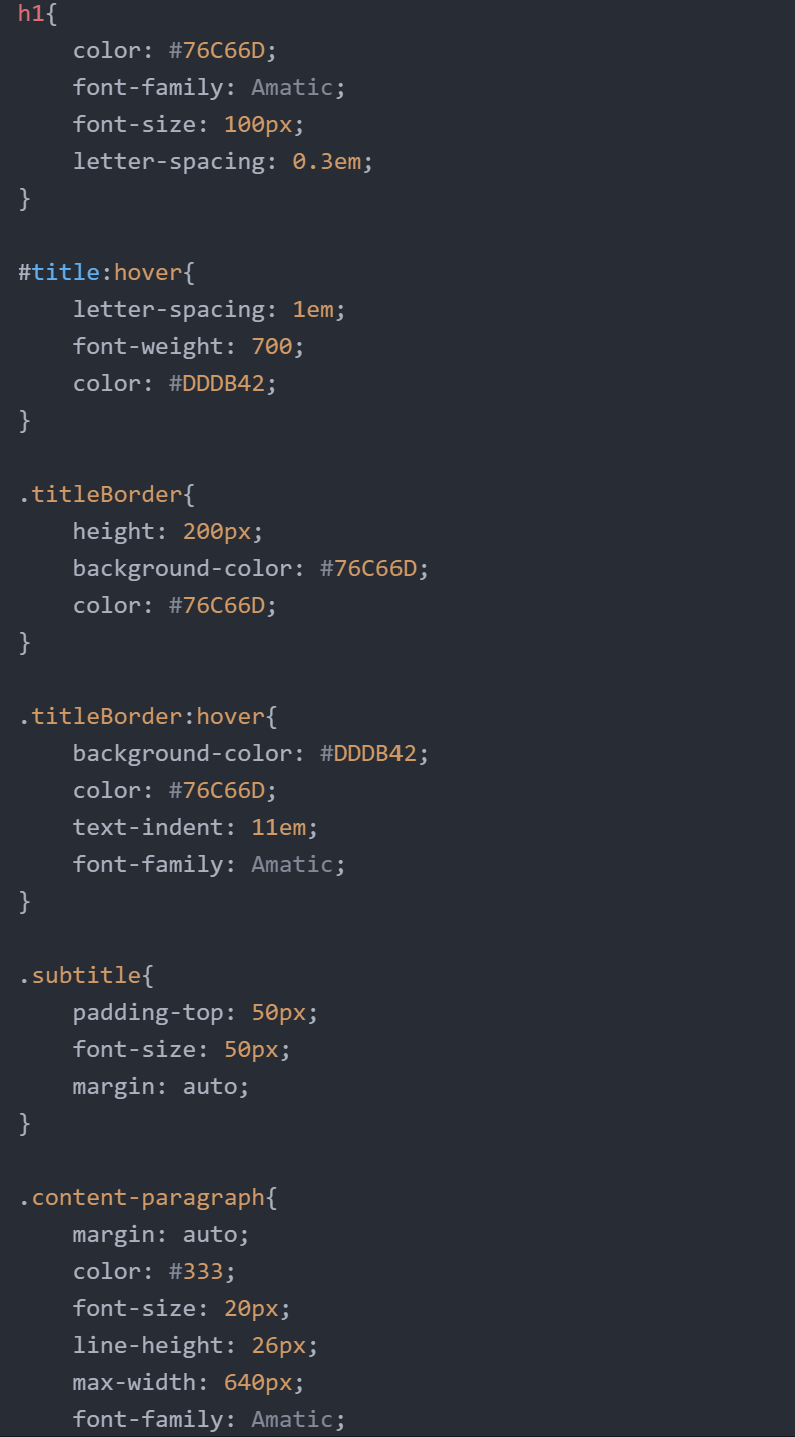 h1{
    color: #76C66D;
    font-family: Amatic;
    font-size: 100px;
    letter-spacing: 0.3em;
}

#title:hover{
    letter-spacing: 1em;
    font-weight: 700;
    color: #DDDB42;
}

.titleBorder{
    height: 200px;
    background-color: #76C66D;
    color: #76C66D;
}

.titleBorder:hover{
    background-color: #DDDB42;
    color: #76C66D;
    text-indent: 11em;
    font-family: Amatic;
}

.subtitle{
    padding-top: 50px;
    font-size: 50px;
    margin: auto;
}

.content-paragraph{
    margin: auto;
    color: #333;
    font-size: 20px;
    line-height: 26px;
    max-width: 640px;
    font-family: Amatic;